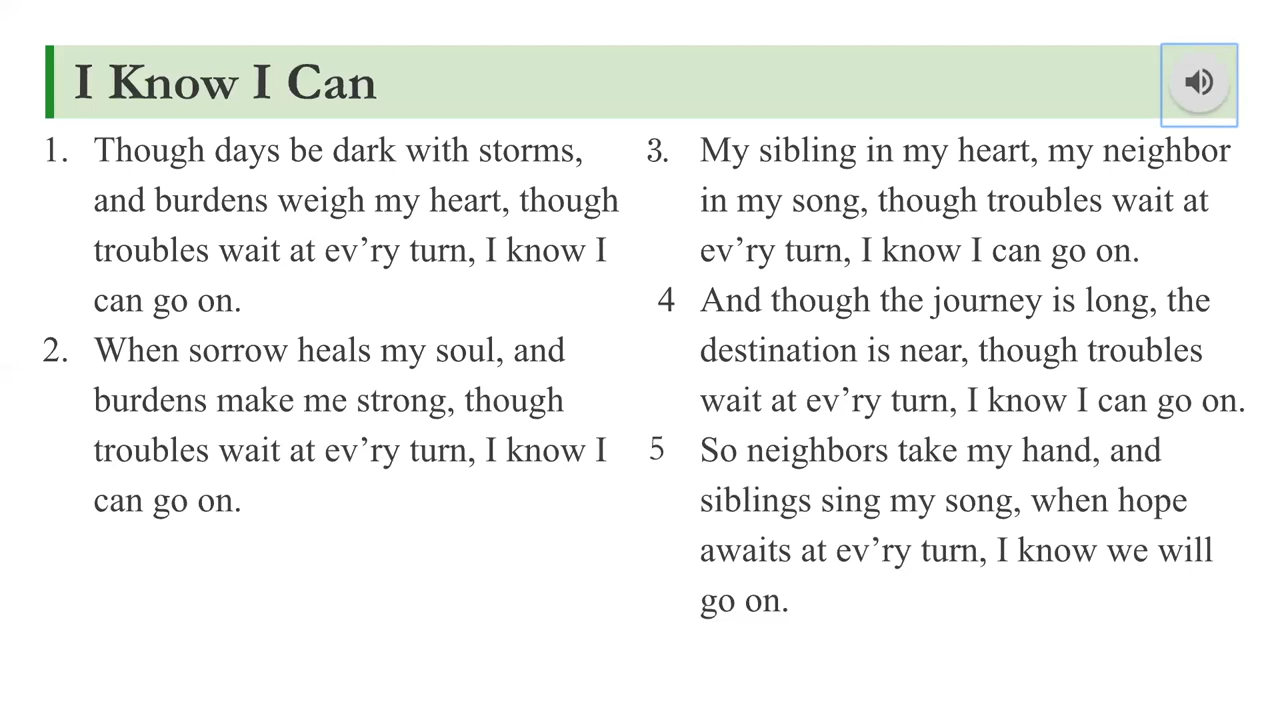 I Know I Can
1. Though days be dark with storms,
and burdens weigh my heart, though
troubles wait at ev’ry turn, I know I
can go on.
2. When sorrow heals my soul, and
burdens make me strong, though
troubles wait at ev’ry turn, I know I
can go on.
3. My sibling in my heart, my neighbor
in my song, though troubles wait at
ev’ry turn, I know I can go on.
4 And though the journey is long, the
destination is near, though troubles
wait at ev’ry turn, I know I can go on.
5 So neighbors take my hand, and
siblings sing my song, when hope
awaits at ev’ry turn, I know we will
go on.